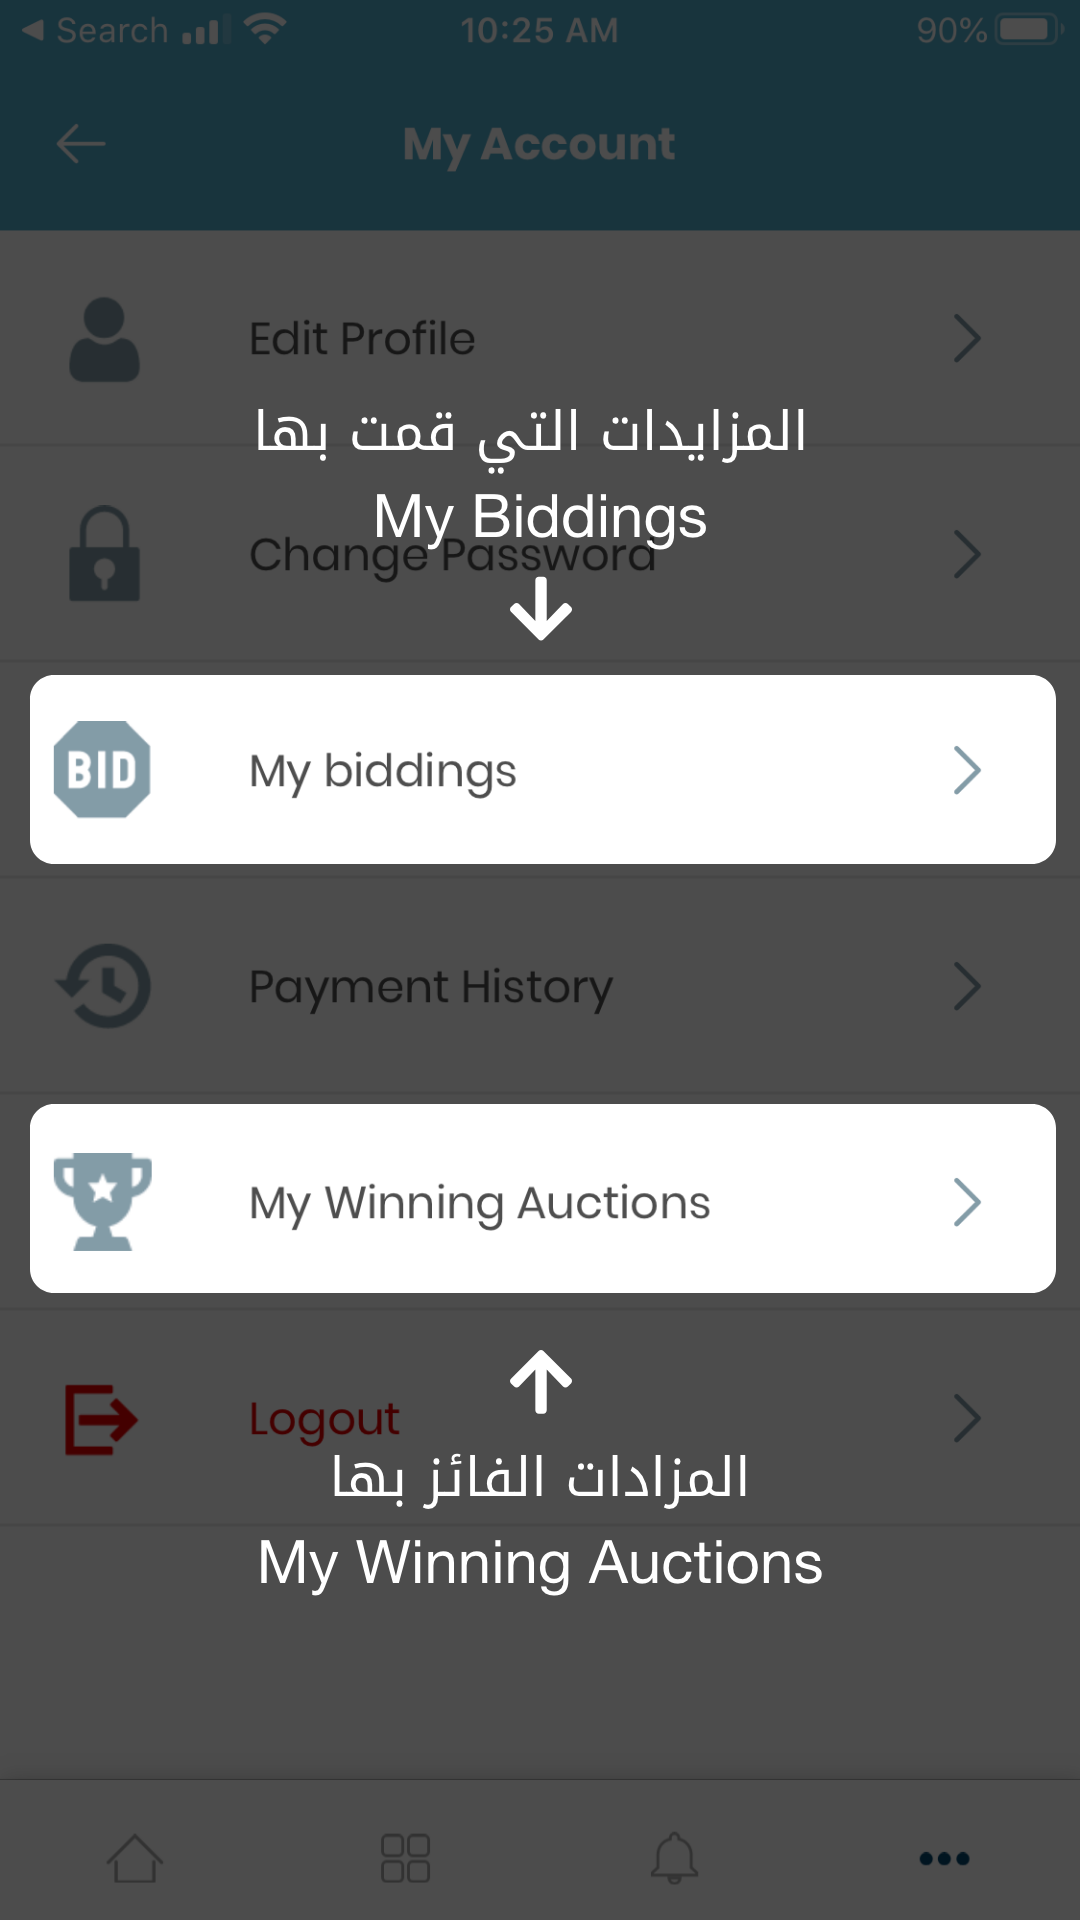 Search
10:25 AM
90%
My Account
Edit Profile
المزايدات التي قمت بها
My Biddings
Change Password
BID
My biddings
Payment History
My Winning Auctions
Logout
المزادات الفائز بها
My Winning Auctions